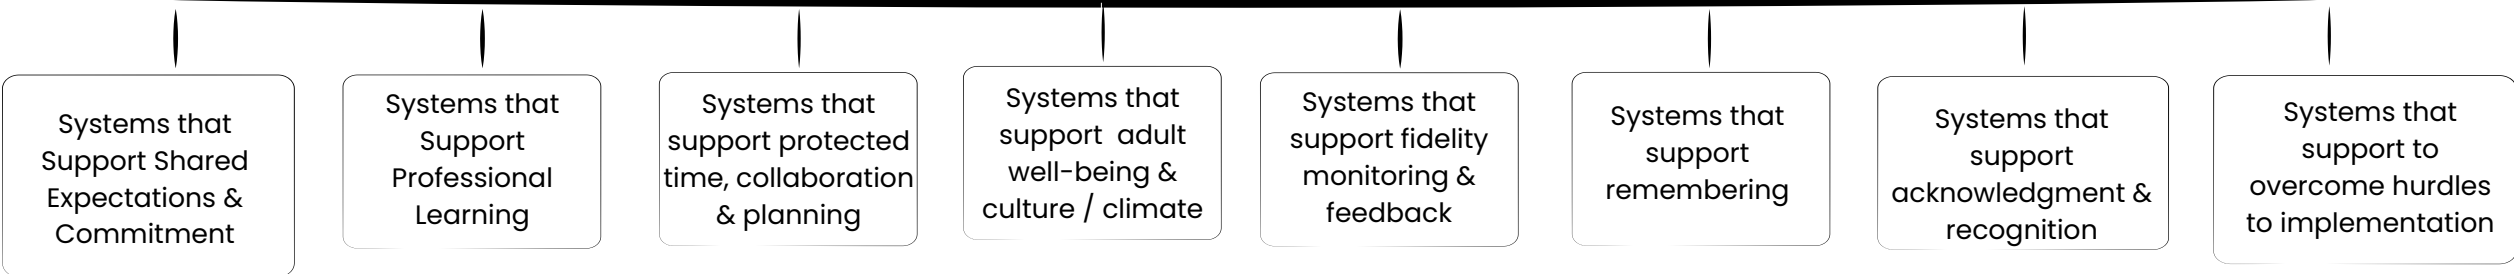 Systems that
Support Shared
Expectations &
Commitment
Systems that
Support
Professional
Learning
Systems that
support protected
time, collaboration
& planning
Systems that
support  adult
well-being &
culture / climate
Systems that
support fidelity
monitoring &
feedback
Systems that
support
remembering
Systems that
support
acknowledgment &
recognition
Systems that
support to
overcome hurdles
to implementation